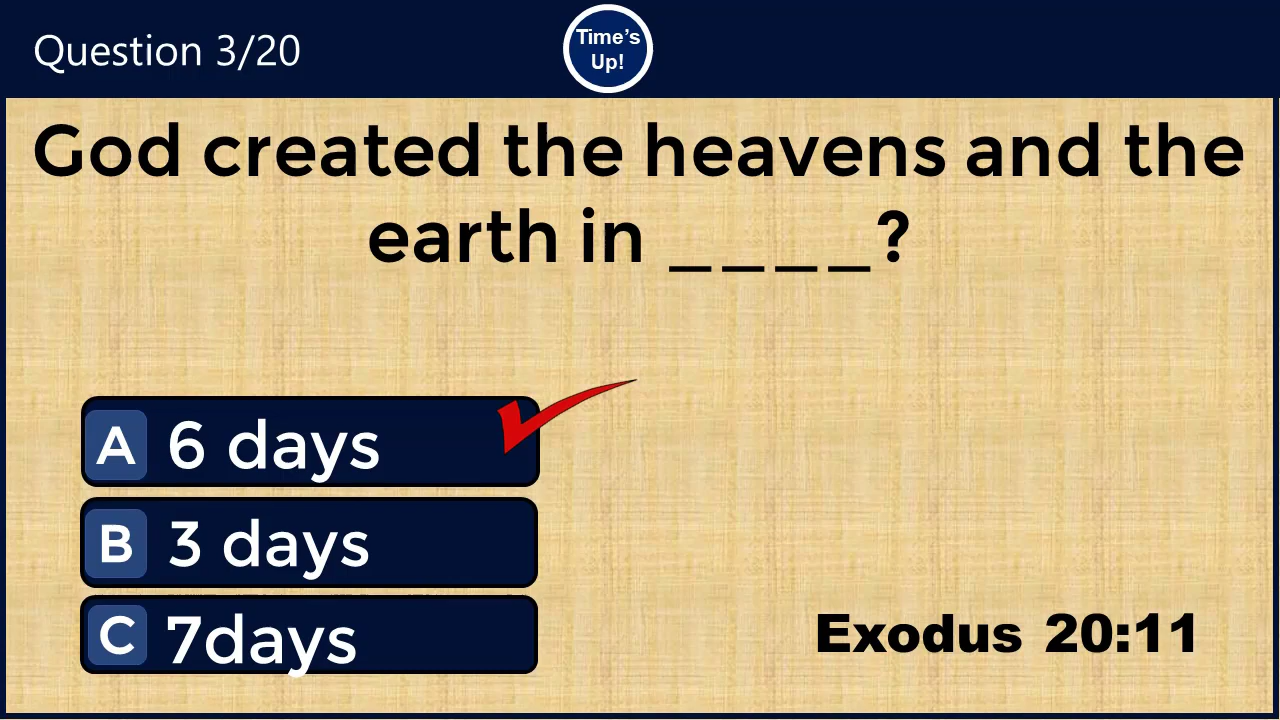 Question 3/20
Time's
Up!
God created the heavens and the
earth in _ _ _ _?
A 6 days
B 3 days
C 7days
Exodus 20:11